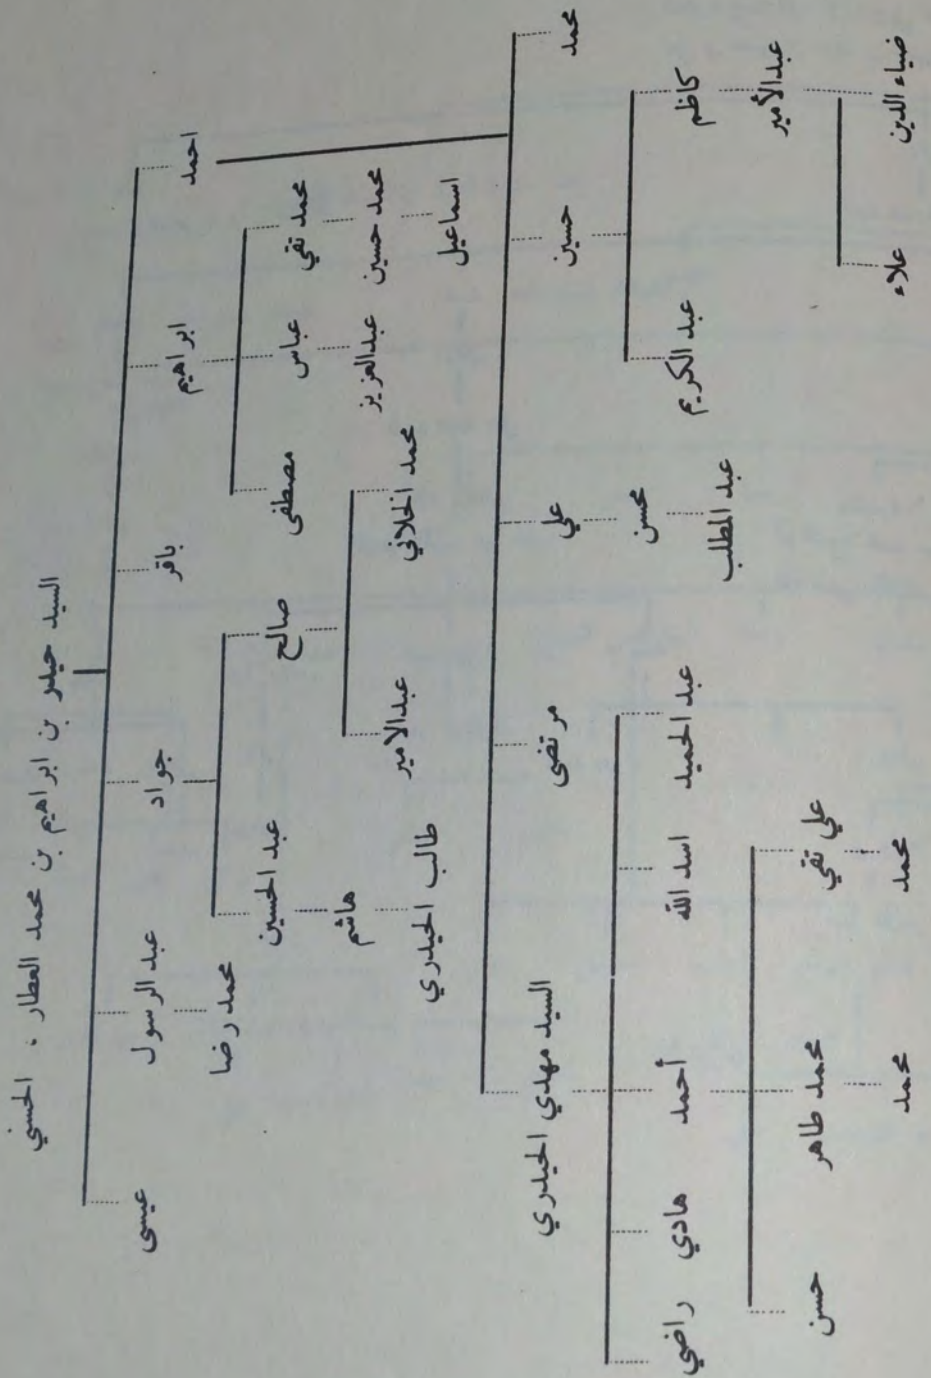 السيد حيدر بن ابراهيم بن محمد العطار ، الحسني
احمد ابراهيم باقر جواد عبد الرسول عيسى
محمد تقي عباس مصطفى صالح عبد الحسين محمد رضا
محمد حسين عبدالعزيز محمد الخلاني عبدالامير هاشم
اسماعيل طالب الحيدري
محمد حسين علي مرتضى السيد مهدي الحيدري
كاظم عبد الكريم محسن عبد الحميد اسد الله أحمد هادي راضي
عبدالأمير عبد المطلب علي تقي محمد طاهر حسن
ضياء الدين علاء محمد محمد